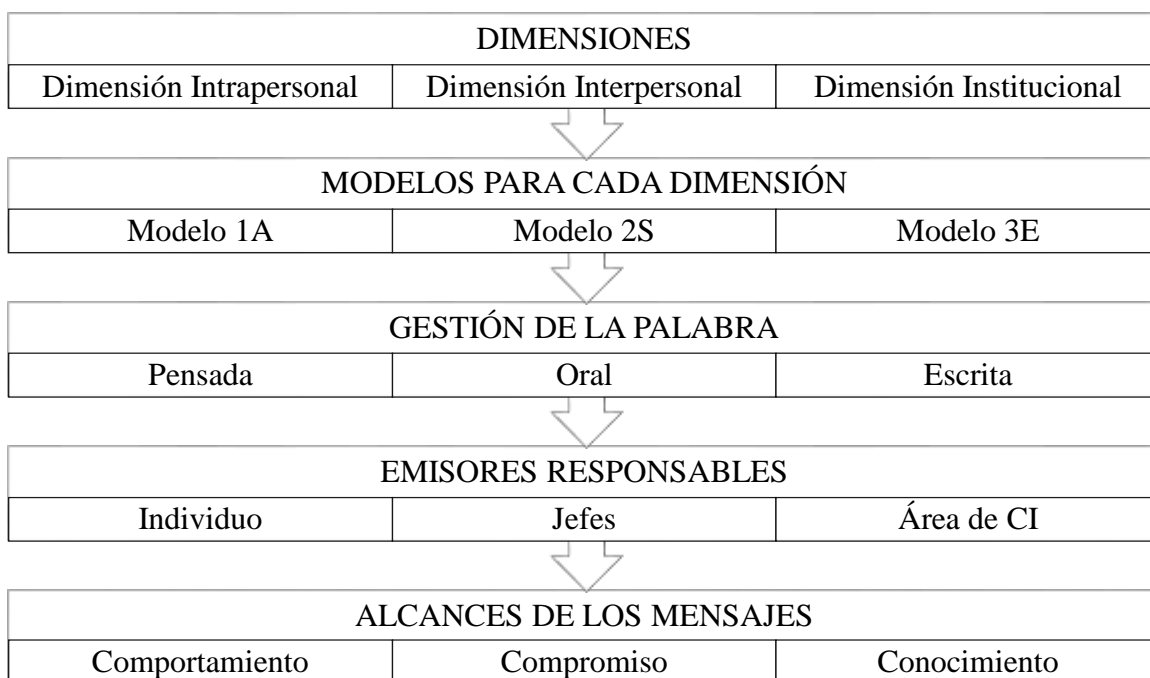 DIMENSIONES
Dimensión Intrapersonal Dimensión Interpersonal Dimensión Institucional
MODELOS PARA CADA DIMENSIÓN
Modelo 1A Modelo 2S Modelo 3E
GESTIÓN DE LA PALABRA
Pensada Oral Escrita
EMISORES RESPONSABLES
Individuo Jefes Área de CI
ALCANCES DE LOS MENSAJES
Comportamiento Compromiso Conocimiento